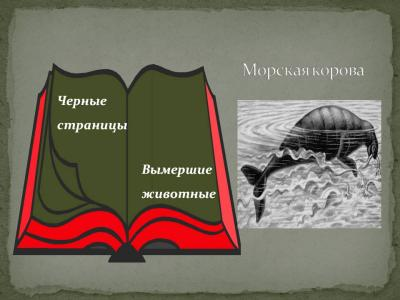 Морская корова
Черные
страницы
Вымершие
животные